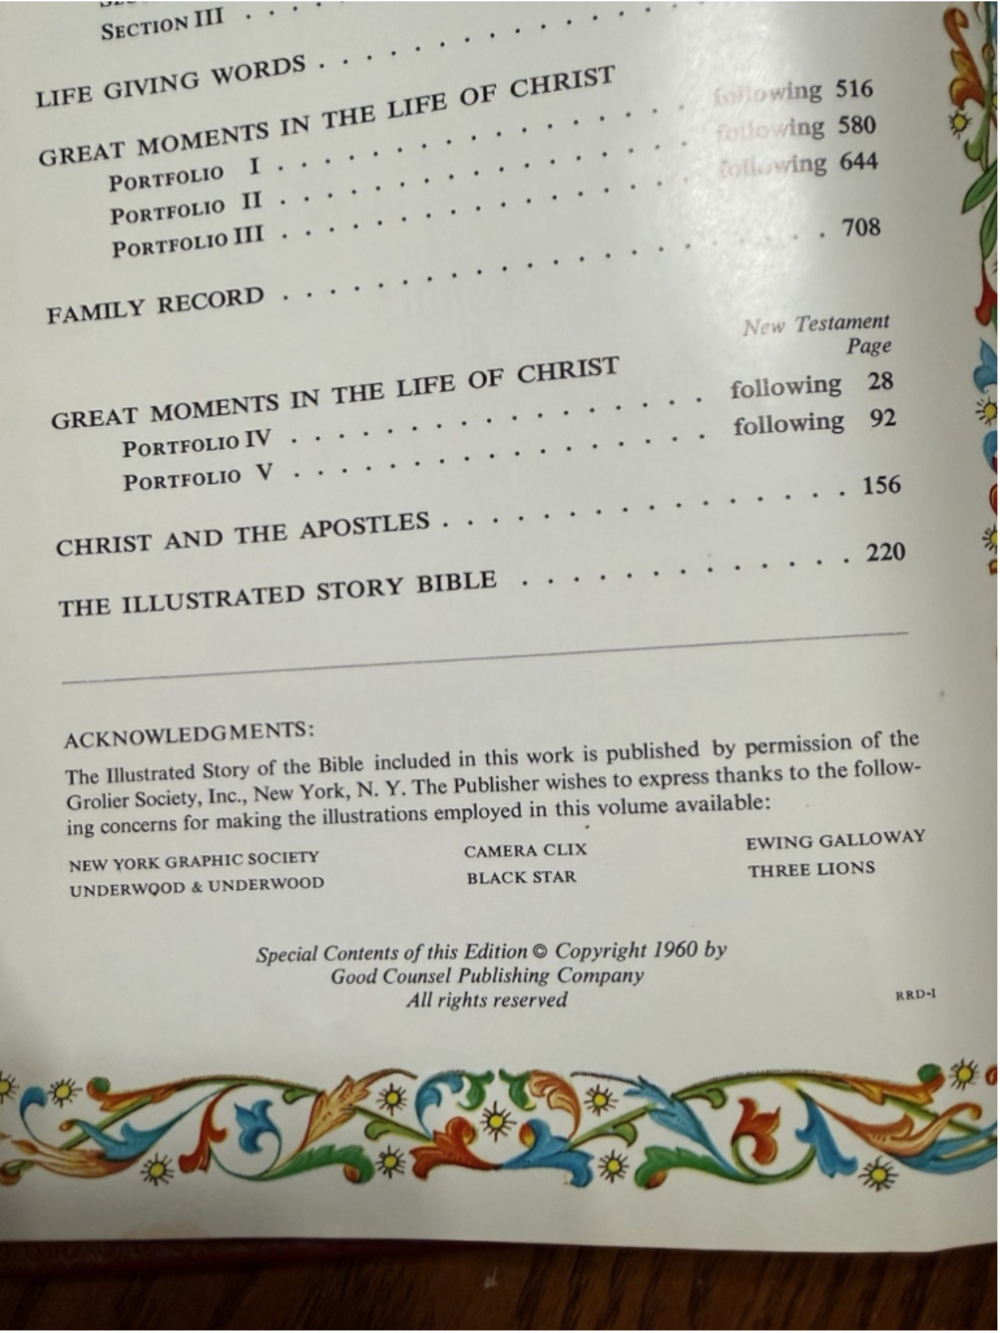 SECTION III . . .
LIFE GIVING WORDS . . . . . . . . . . . .
GREAT MOMENTS IN THE LIFE OF CHRIST
PORTFOLIO I . . . . . . . . . . . . . . . . . . following 516
PORTFOLIO II . . . . . . . . . . . . . . . . . . following 580
PORTFOLIO III . . . . . . . . . . . . . . . . . . following 644
FAMILY RECORD . . . . . . . . . . . . . . . . . . . . . . . 708
New Testament
Page
GREAT MOMENTS IN THE LIFE OF CHRIST
PORTFOLIO IV . . . . . . . . . . . . . . . . . following 28
PORTFOLIO V . . . . . . . . . . . . . . . . . following 92
CHRIST AND THE APOSTLES . . . . . . . . . . . . . . . . 156
THE ILLUSTRATED STORY BIBLE . . . . . . . . . . . . . 220
ACKNOWLEDGMENTS:
The Illustrated Story of the Bible included in this work is published by permission of the
Grolier Society, Inc., New York, N. Y. The Publisher wishes to express thanks to the follow-
ing concerns for making the illustrations employed in this volume available:
NEW YORK GRAPHIC SOCIETY CAMERA CLIX EWING GALLOWAY
UNDERWOOD & UNDERWOOD BLACK STAR THREE LIONS
Special Contents of this Edition © Copyright 1960 by
Good Counsel Publishing Company
All rights reserved
RRD-I